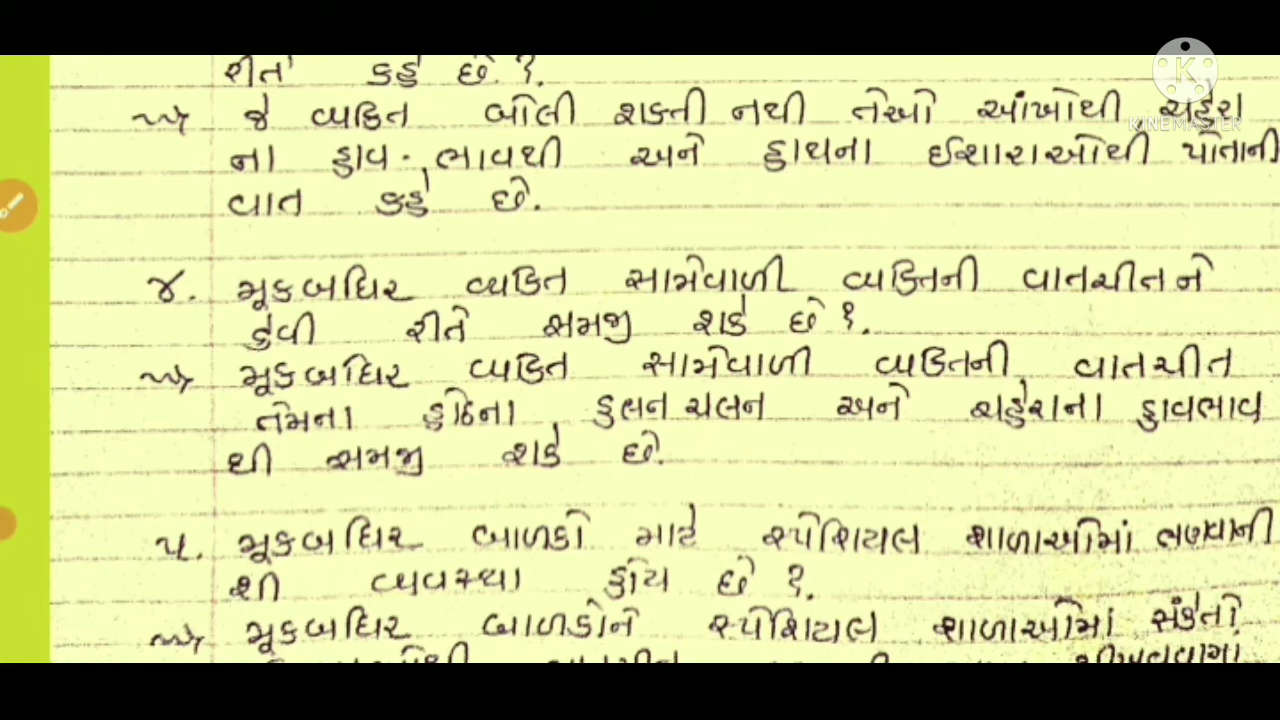 રીતે કહે છે ?.
KINEMASTER
જે વ્યકિત બોલી શકતી નથી તેઓ આંખોથી ચહેરા
ના હાવ - ભાવથી અને હાથના ઈશારાઓથી પોતાની
વાત કહે છે.
૪. મૂકબધિર વ્યકિત સામેવાળી વ્યકિતની વાતચીત ને
કેવી રીતે સમજી શકે છે ?.
મૂકબધિર વ્યકિત સામેવાળી વ્યકિતની વાતચીત
તેમના હોઠના હલન ચલન અને ચહેરાના હાવભાવ
થી સમજી શકે છે.
૫. મૂકબધિર બાળકો માટે સ્પેશિયલ શાળાઓમાં ભણવાની
શી વ્યવસ્થા હોય છે ?.
મૂકબધિર બાળકોને સ્પેશિયલ શાળાઓમાં સંકેતો